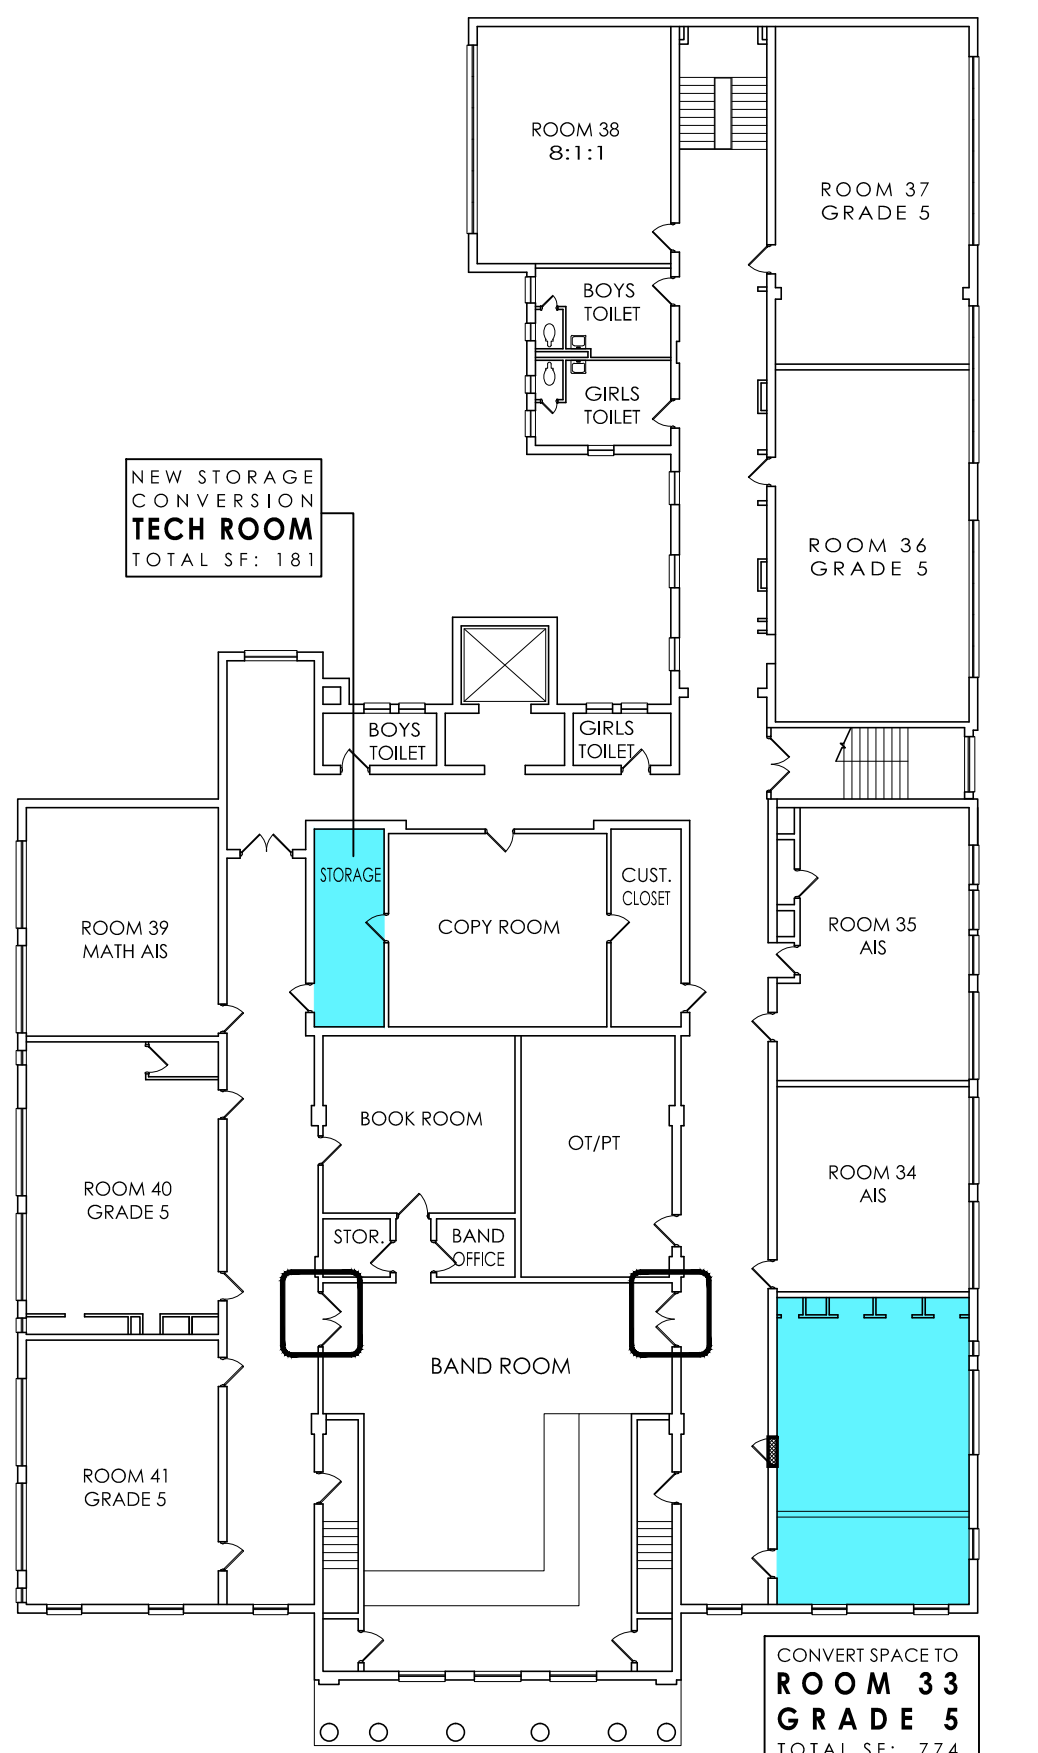 ROOM 38
8:1:1
ROOM 37
GRADE 5
BOYS
TOILET
GIRLS
TOILET
NEW STORAGE
CONVERSION
TECH ROOM
TOTAL SF: 181
ROOM 36
GRADE 5
BOYS
TOILET
GIRLS
TOILET
STORAGE
COPY ROOM
CUST.
CLOSET
ROOM 39
MATH AIS
ROOM 35
AIS
BOOK ROOM
OT/PT
ROOM 40
GRADE 5
ROOM 34
AIS
STOR.
BAND
OFFICE
BAND ROOM
ROOM 41
GRADE 5
CONVERT SPACE TO
ROOM 33
GRADE 5
TOTAL SF: 774